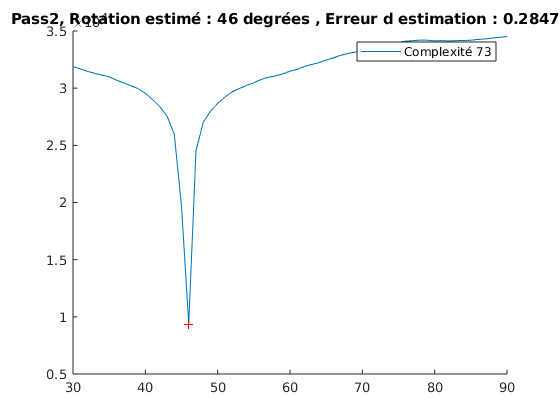 Pass2, Rotation estimé : 46 degrées , Erreur d estimation : 0.2847
Complexité 73
3.5
3
2.5
2
1.5
1
0.5
30 40 50 60 70 80 90